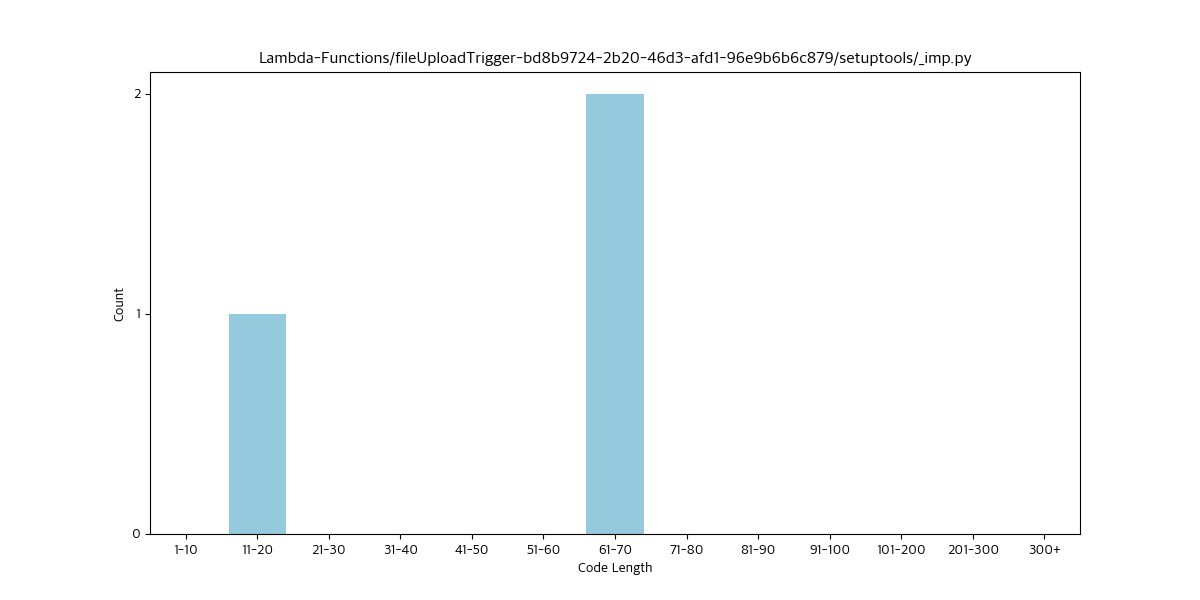 Lambda-Functions/fileUploadTrigger-bd8b9724-2b20-46d3-afd1-96e9b6b6c879/setuptools/_imp.py
2
1
0
Count
1-10 11-20 21-30 31-40 41-50 51-60 61-70 71-80 81-90 91-100 101-200 201-300 300+
Code Length